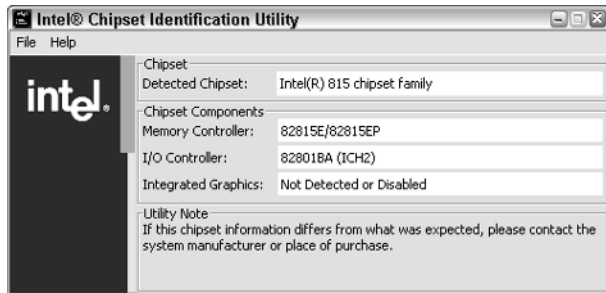 Intel® Chipset Identification Utility
File Help
intel®
Chipset
Detected Chipset: Intel(R) 815 chipset family
Chipset Components
Memory Controller: 82815E/82815EP
I/O Controller: 82801BA (ICH2)
Integrated Graphics: Not Detected or Disabled
Utility Note
If this chipset information differs from what was expected, please contact the
system manufacturer or place of purchase.